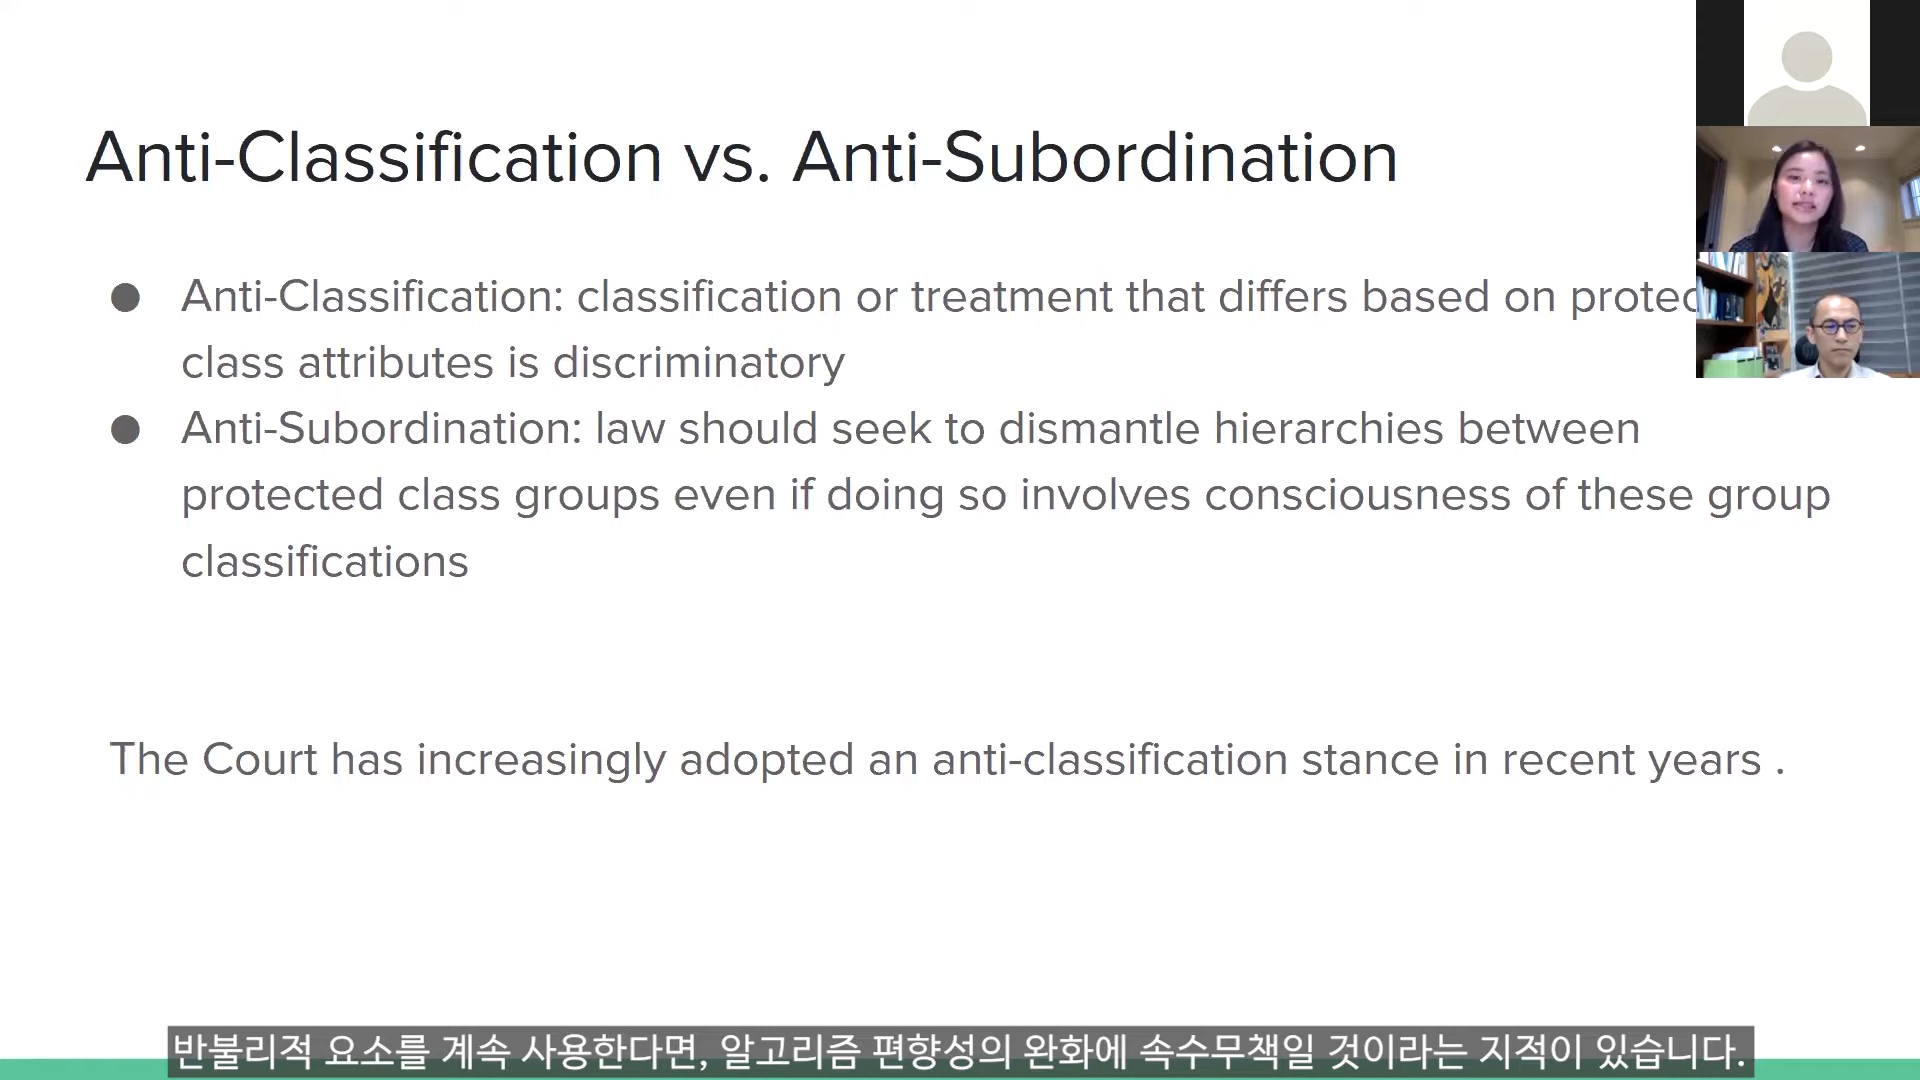 Anti-Classification vs. Anti-Subordination
● Anti-Classification: classification or treatment that differs based on protec
class attributes is discriminatory
● Anti-Subordination: law should seek to dismantle hierarchies between
protected class groups even if doing so involves consciousness of these group
classifications
The Court has increasingly adopted an anti-classification stance in recent years .
반불리적 요소를 계속 사용한다면, 알고리즘 편향성의 완화에 속수무책일 것이라는 지적이 있습니다.